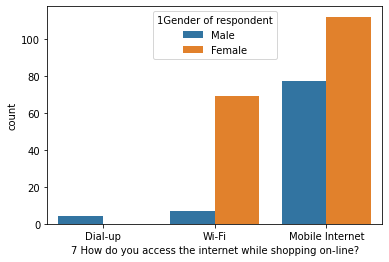 1Gender of respondent
Male
Female
count
100
80
60
40
20
0
Dial-up Wi-Fi Mobile Internet
7 How do you access the internet while shopping on-line?